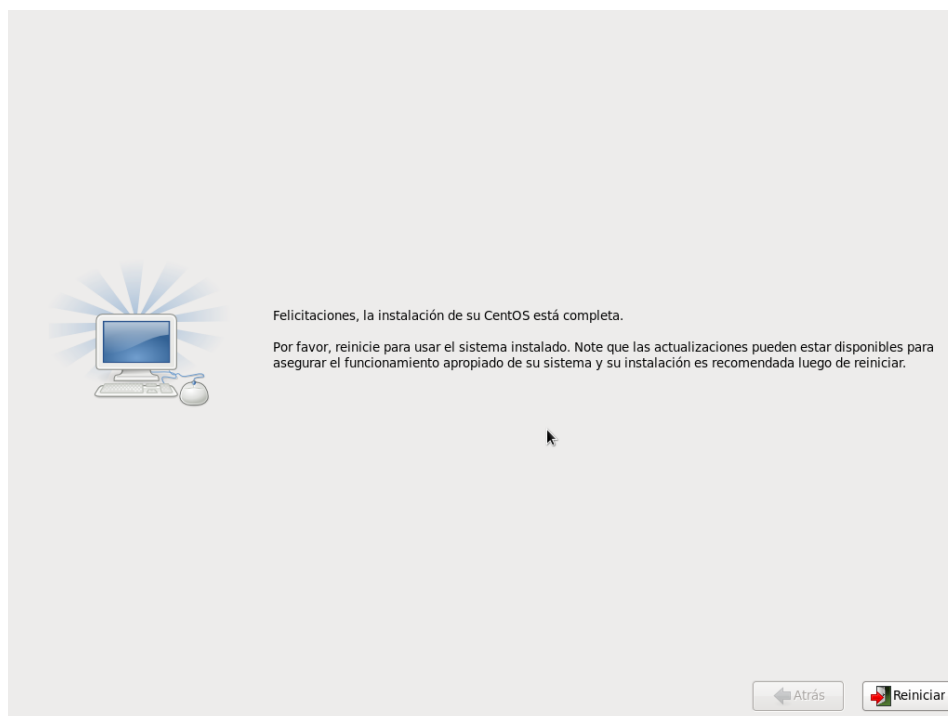 Felicitaciones, la instalación de su CentOS está completa.
Por favor, reinicie para usar el sistema instalado. Note que las actualizaciones pueden estar disponibles para
asegurar el funcionamiento apropiado de su sistema y su instalación es recomendada luego de reiniciar.
Atrás
Reiniciar